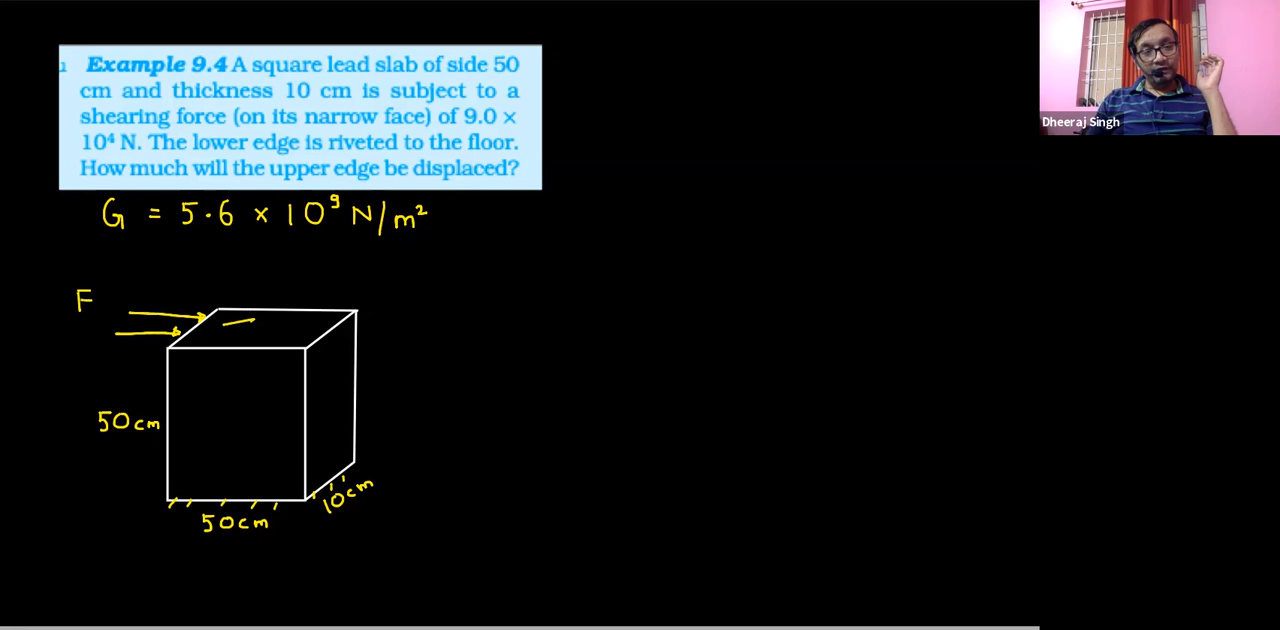 Example 9.4 A square lead slab of side 50
cm and thickness 10 cm is subject to a
shearing force (on its narrow face) of 9.0 ×
10⁴ N. The lower edge is riveted to the floor.
How much will the upper edge be displaced?
G = 5.6 × 10⁹ N/m²
F
50cm
50cm
10cm
Dheeraj Singh